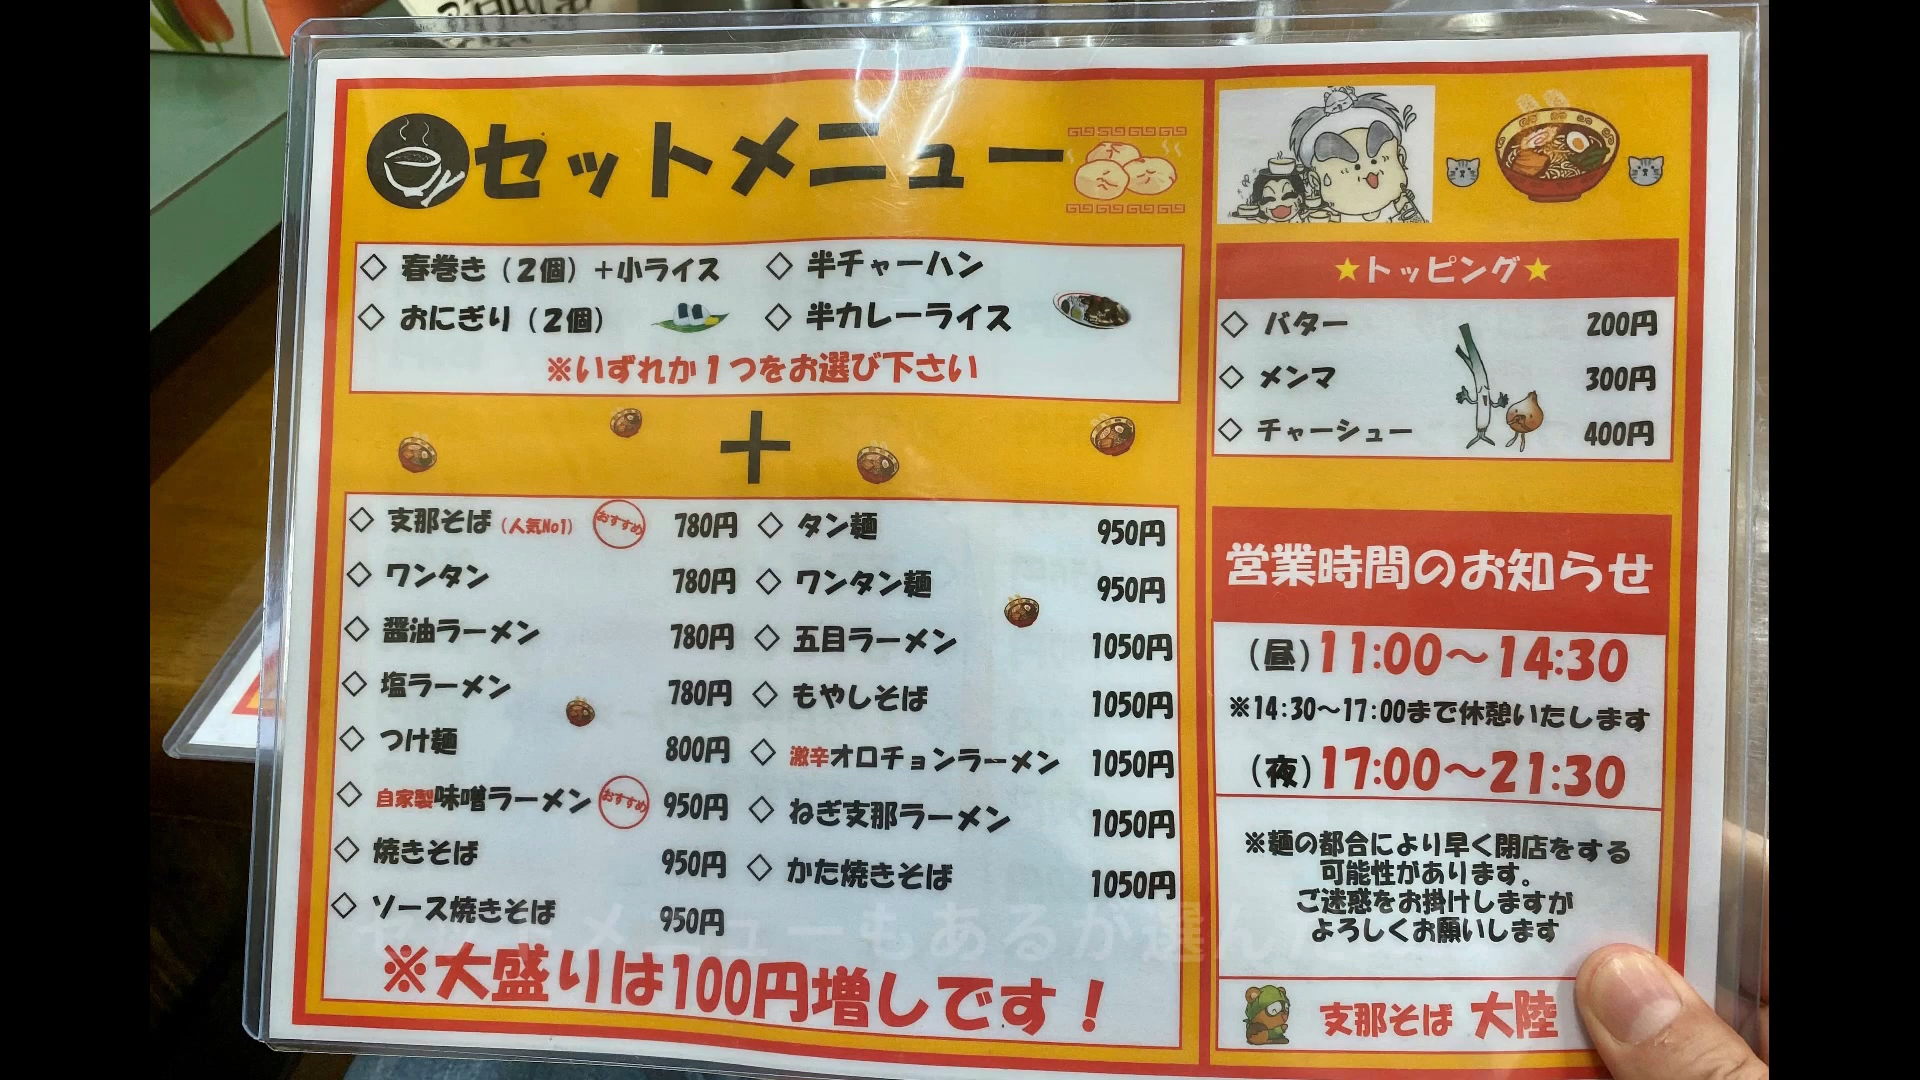 セットメニュー
◇ 春巻き（２個）＋小ライス
◇ 半チャーハン
◇ おにぎり（２個）
◇ 半カレーライス
※いずれか１つをお選び下さい
＋
◇ 支那そば（人気No1） おすすめ 780円
◇ ワンタン 780円
◇ 醤油ラーメン 780円
◇ 塩ラーメン 780円
◇ つけ麺 800円
◇ 自家製味噌ラーメン おすすめ 950円
◇ 焼きそば 950円
◇ ソース焼きそば 950円
◇ タン麺 950円
◇ ワンタン麺 950円
◇ 五目ラーメン 1050円
◇ もやしそば 1050円
◇ 激辛オロチョンラーメン 1050円
◇ ねぎ支那ラーメン 1050円
◇ かた焼きそば 1050円
セットメニューもあるが選んだ
※大盛りは100円増しです！
★トッピング★
◇ バター 200円
◇ メンマ 300円
◇ チャーシュー 400円
営業時間のお知らせ
（昼）11:00～14:30
※14:30～17:00まで休憩いたします
（夜）17:00～21:30
※麺の都合により早く閉店をする
可能性があります。
ご迷惑をお掛けしますが
よろしくお願いします
支那そば 大陸